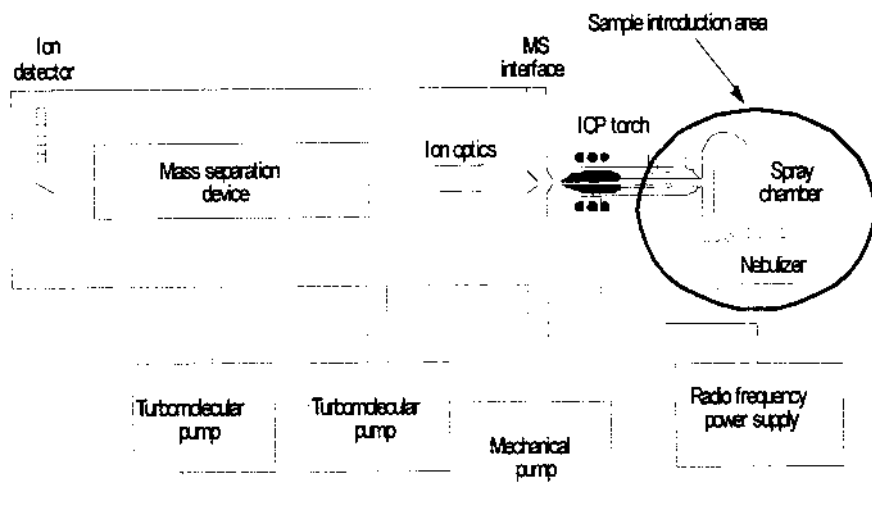 Sample introduction area
Ion
detector
MS
interface
ICP torch
Ion optics
Mass separation
device
Spray
chamber
Nebulizer
Turbomolecular
pump
Turbomolecular
pump
Mechanical
pump
Radio frequency
power supply